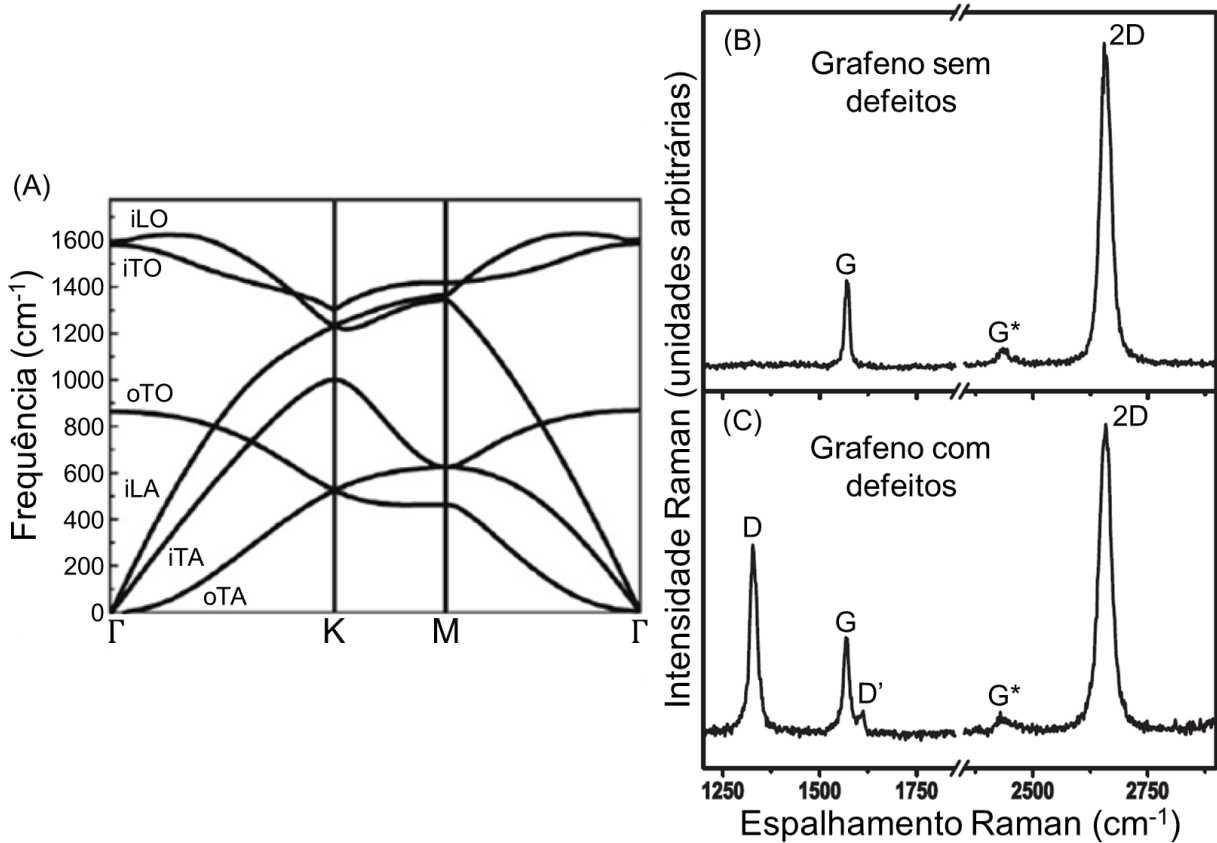 (A)
Frequência (cm-1)
1600
1400
1200
1000
800
600
400
200
0
iLO
iTO
oTO
iLA
iTA
oTA
Γ K M Γ
Intensidade Raman (unidades arbitrárias)
(B)
Grafeno sem
defeitos
G
G*
2D
(C)
Grafeno com
defeitos
D
G
D’
G*
2D
1250 1500 1750 2500 2750
Espalhamento Raman (cm-1)